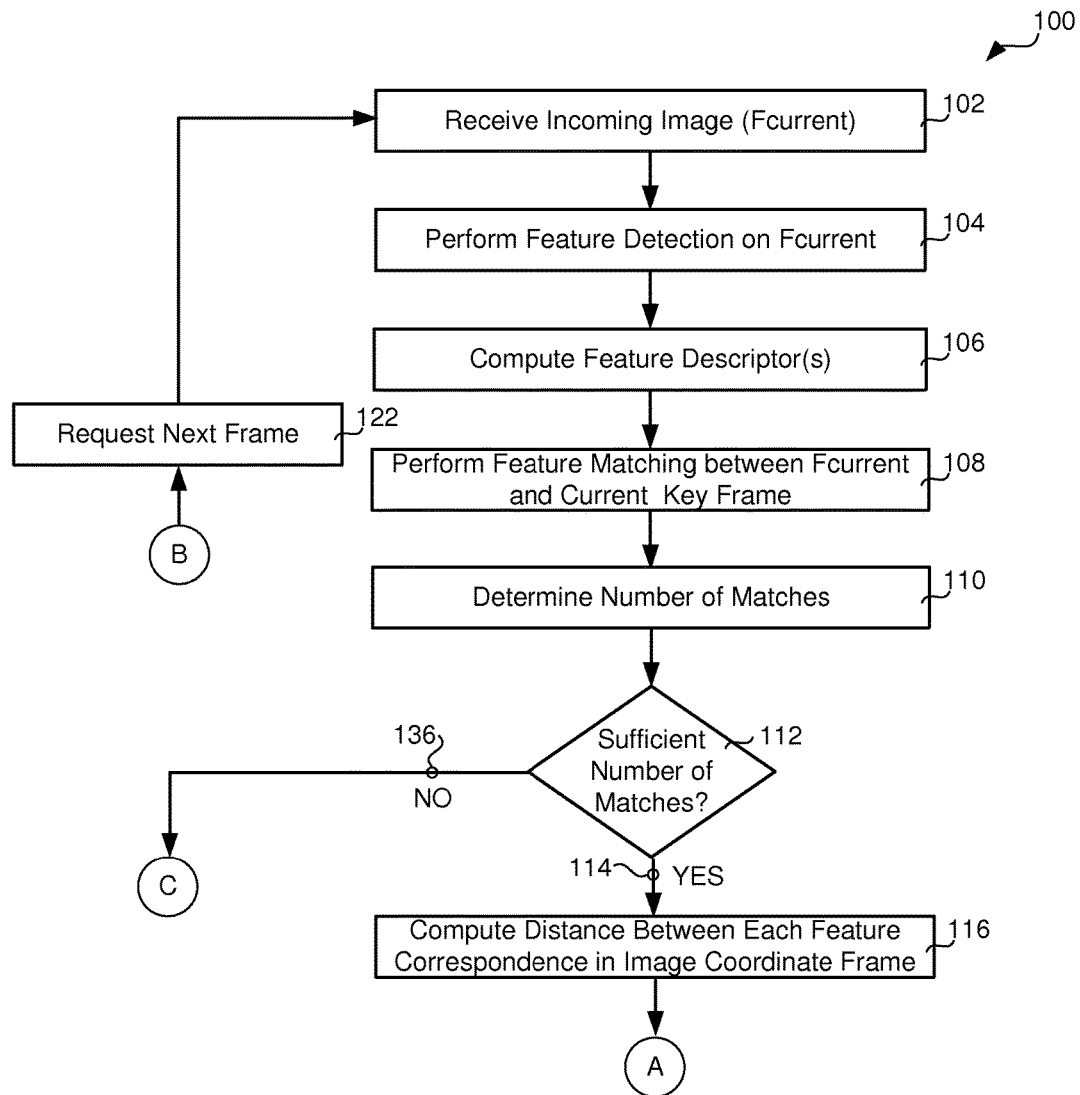 100
Receive Incoming Image (Fcurrent)
102
Perform Feature Detection on Fcurrent
104
Compute Feature Descriptor(s)
106
Request Next Frame
122
Perform Feature Matching between Fcurrent
and Current Key Frame
108
B
Determine Number of Matches
110
Sufficient
Number of
Matches?
112
136
NO
C
114
YES
Compute Distance Between Each Feature
Correspondence in Image Coordinate Frame
116
A